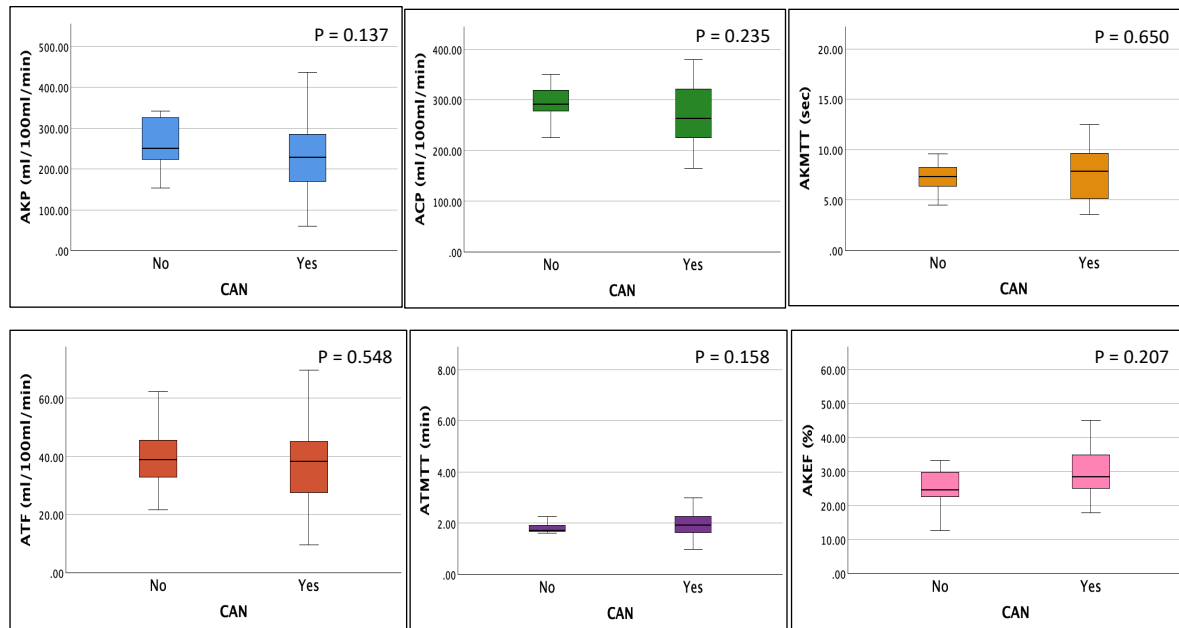 P = 0.137
AKP (ml/100ml/min)
500.00
400.00
300.00
200.00
100.00
.00
No Yes
CAN
P = 0.235
ACP (ml/100ml/min)
400.00
300.00
200.00
100.00
.00
No Yes
CAN
P = 0.650
AKMTT (sec)
20.00
15.00
10.00
5.00
.00
No Yes
CAN
P = 0.548
ATF (ml/100ml/min)
60.00
40.00
20.00
.00
No Yes
CAN
P = 0.158
ATMTT (min)
8.00
6.00
4.00
2.00
.00
No Yes
CAN
P = 0.207
AKEF (%)
60.00
50.00
40.00
30.00
20.00
10.00
.00
No Yes
CAN